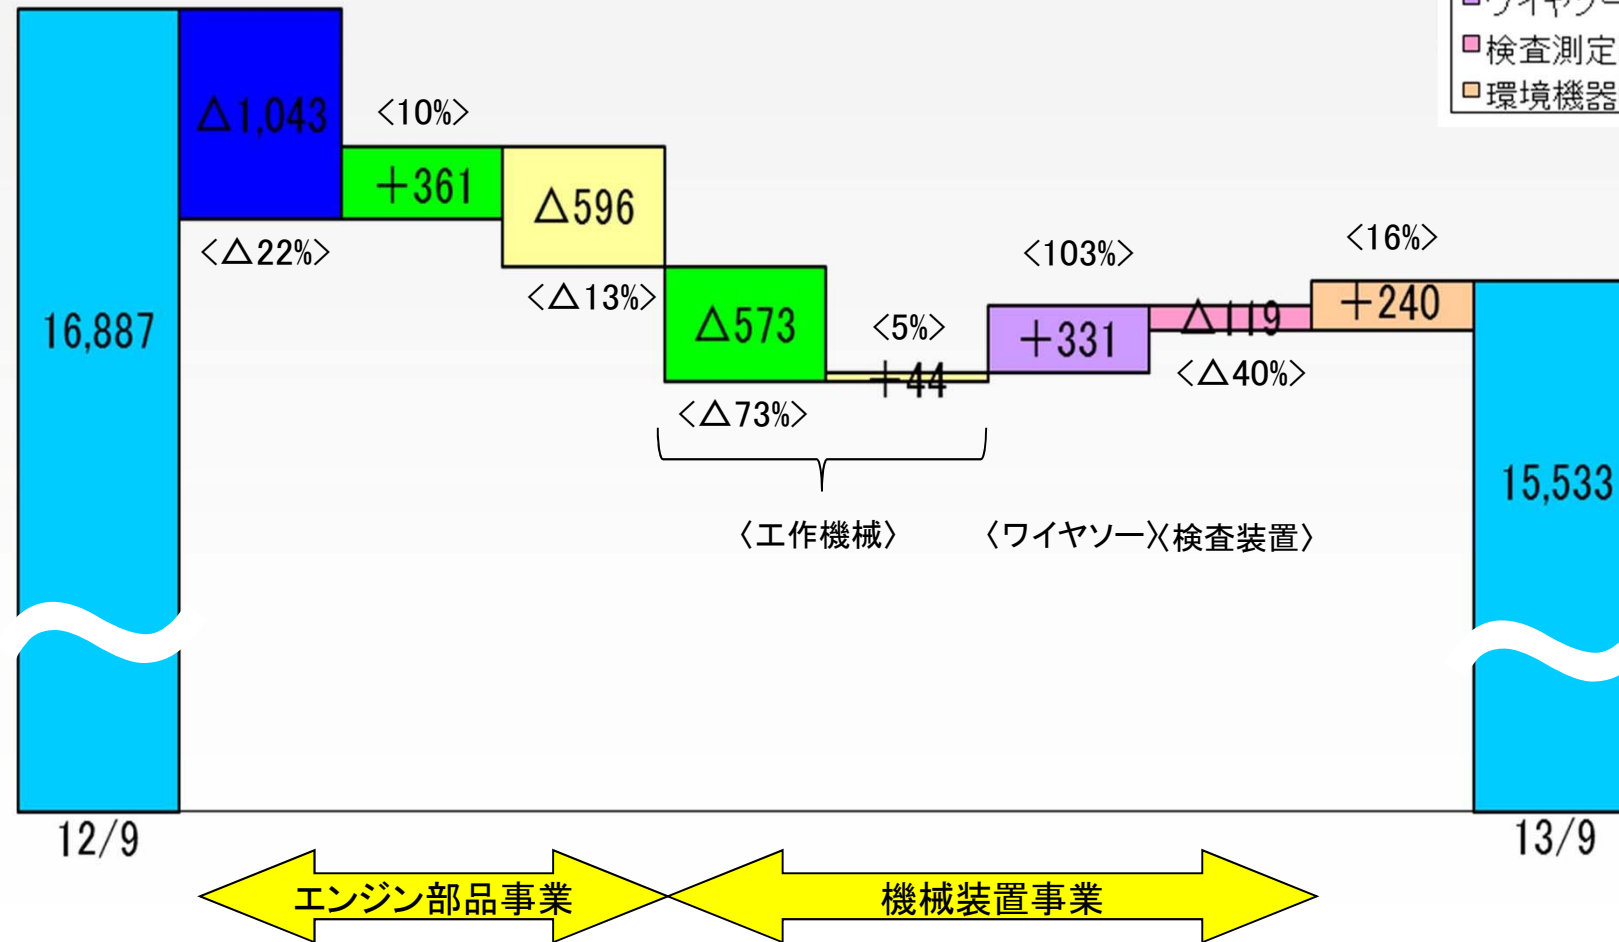 検査測定
環境機器
△1,043
<10%>
+361
△596
<△22%>
<△13%>
16,887
△573
<5%>
+44
<△73%>
<103%>
+331
△119
<△40%>
<16%>
+240
15,533
〈工作機械〉
〈ワイヤソー〉
〈検査装置〉
12/9
13/9
エンジン部品事業
機械装置事業